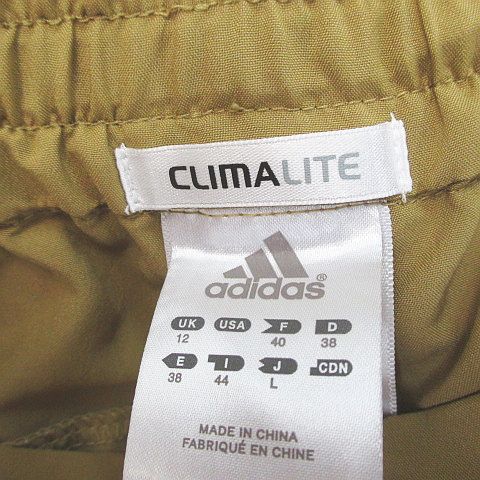 CLIMALITE
adidas®
UK USA F D
12 40 38
E I J CDN
38 44 L
MADE IN CHINA
FABRIQUÉ EN CHINE